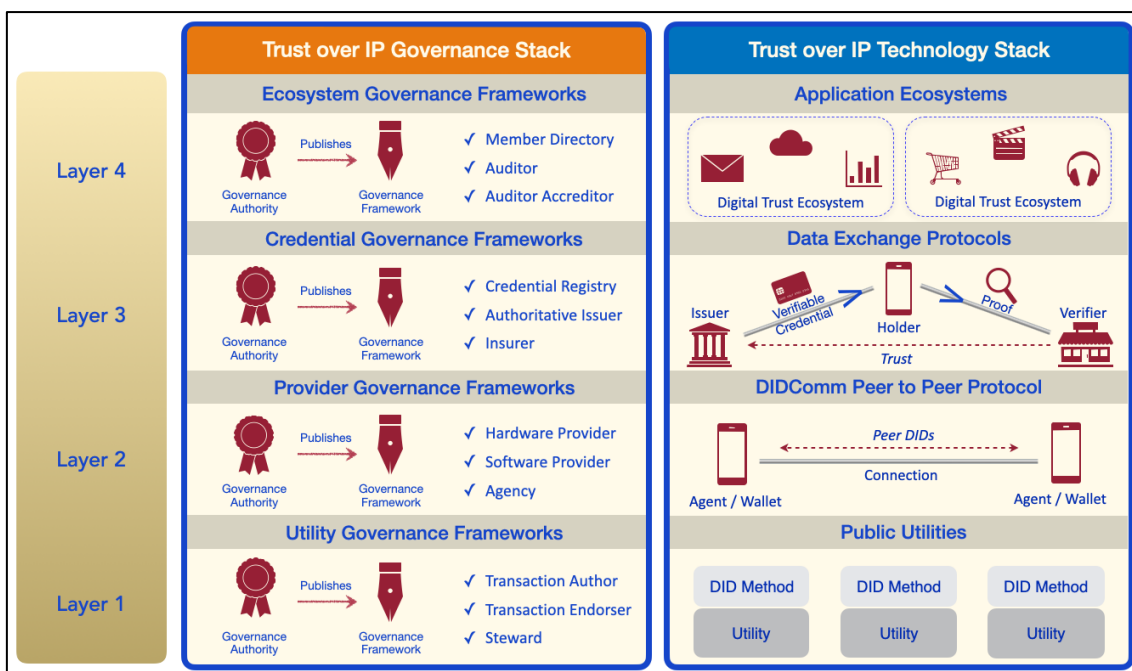 Trust over IP Governance Stack
Trust over IP Technology Stack
Layer 4
Ecosystem Governance Frameworks
Publishes
Governance
Authority
Governance
Framework
✓ Member Directory
✓ Auditor
✓ Auditor Accreditor
Application Ecosystems
Digital Trust Ecosystem
Digital Trust Ecosystem
Layer 3
Credential Governance Frameworks
Publishes
Governance
Authority
Governance
Framework
✓ Credential Registry
✓ Authoritative Issuer
✓ Insurer
Data Exchange Protocols
Issuer
Verifiable
Credential
Holder
Proof
Verifier
Trust
Layer 2
Provider Governance Frameworks
Publishes
Governance
Authority
Governance
Framework
✓ Hardware Provider
✓ Software Provider
✓ Agency
DIDComm Peer to Peer Protocol
Peer DIDs
Connection
Agent / Wallet
Agent / Wallet
Layer 1
Utility Governance Frameworks
Publishes
Governance
Authority
Governance
Framework
✓ Transaction Author
✓ Transaction Endorser
✓ Steward
Public Utilities
DID Method
DID Method
DID Method
Utility
Utility
Utility